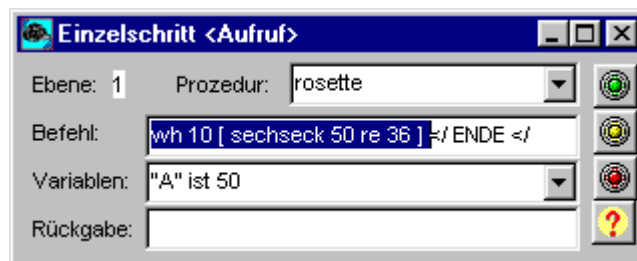 Einzelschritt <Aufruf>
Ebene: 1 Prozedur: rosette
Befehl: wh 10 [ sechseck 50 re 36 ] </ ENDE </
Variablen: "A" ist 50
Rückgabe:
?